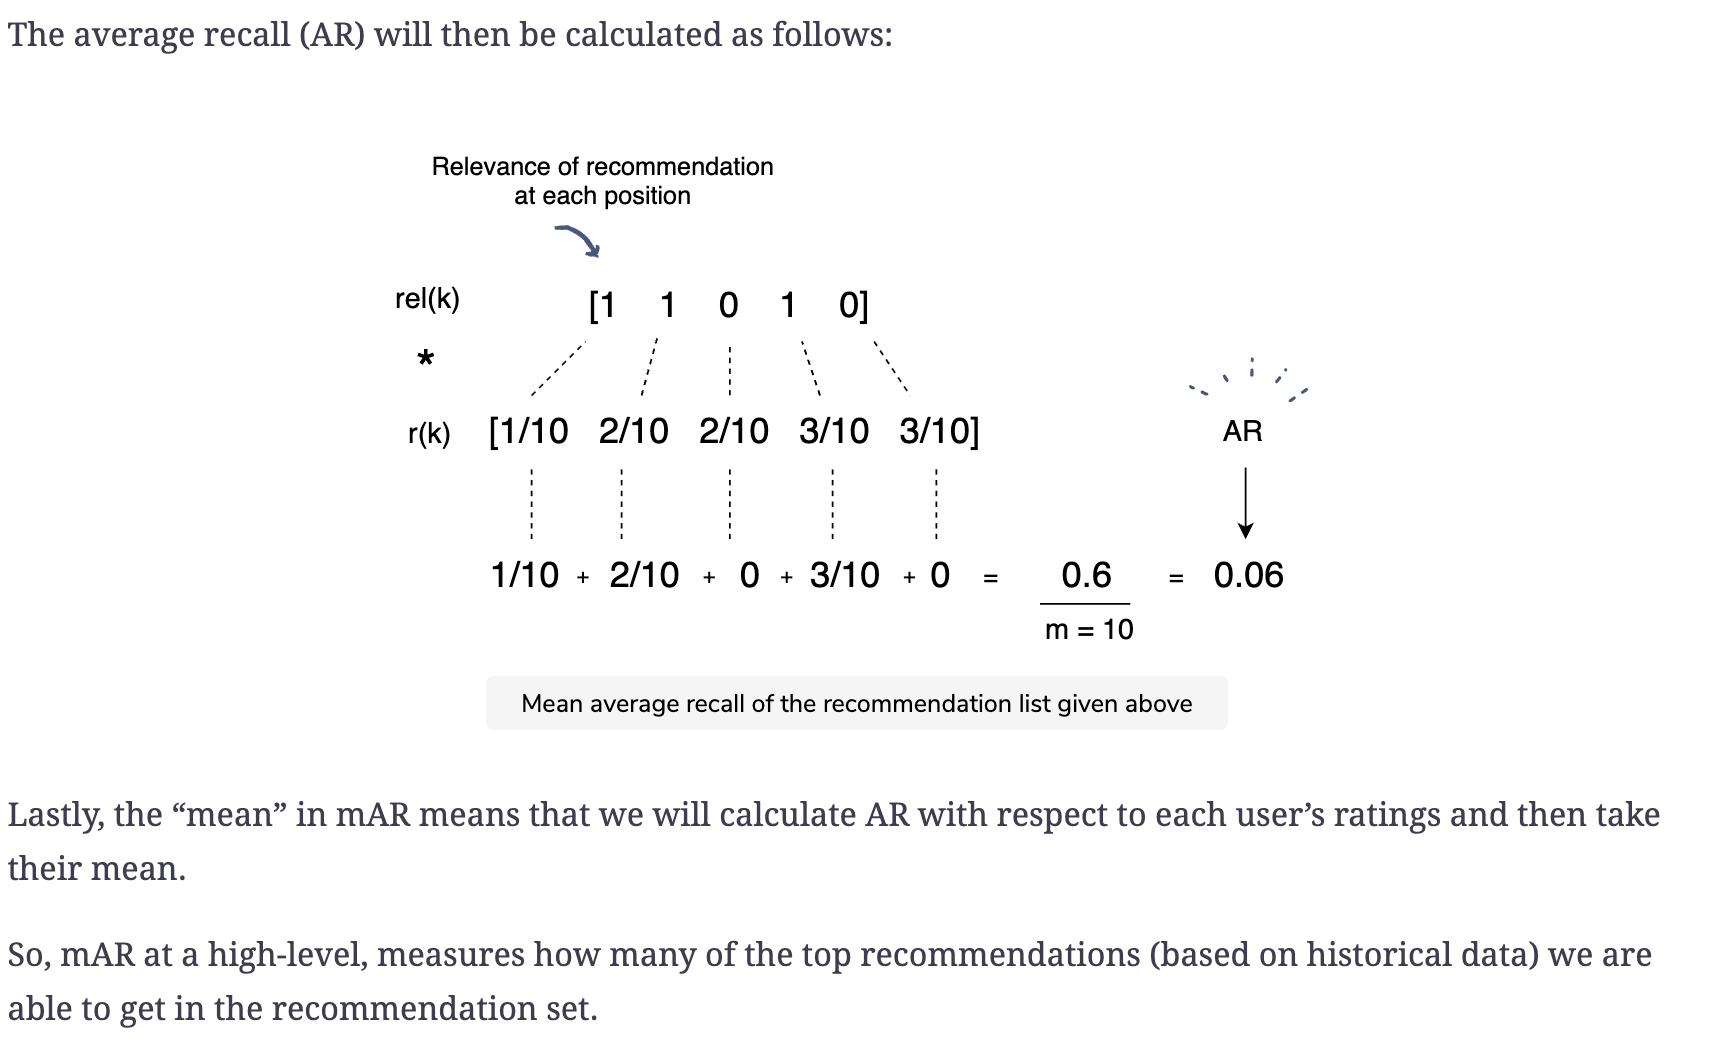 The average recall (AR) will then be calculated as follows:
Relevance of recommendation
at each position
rel(k) [1 1 0 1 0]
*
r(k) [1/10 2/10 2/10 3/10 3/10] AR
1/10 + 2/10 + 0 + 3/10 + 0 = 0.6 = 0.06
m = 10
Mean average recall of the recommendation list given above
Lastly, the “mean” in mAR means that we will calculate AR with respect to each user’s ratings and then take
their mean.
So, mAR at a high-level, measures how many of the top recommendations (based on historical data) we are
able to get in the recommendation set.